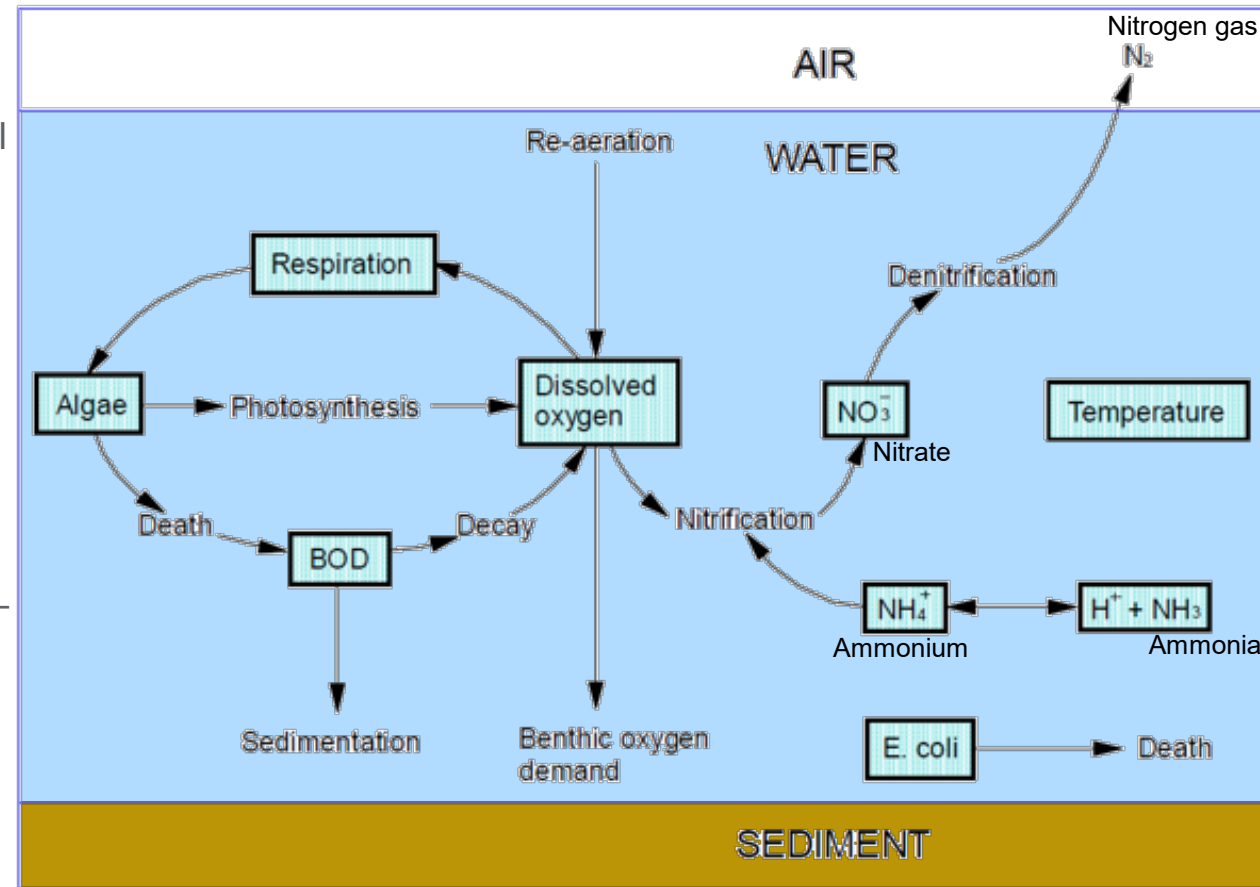 Nitrogen gas
N₂
AIR
Re-aeration
WATER
Respiration
Denitrification
Algae
Photosynthesis
Dissolved
oxygen
NO₃⁻
Nitrate
Temperature
Death
BOD
Decay
Nitrification
NH₄⁺
Ammonium
H⁺ + NH₃
Ammonia
Sedimentation
Benthic oxygen
demand
E. coli
Death
SEDIMENT